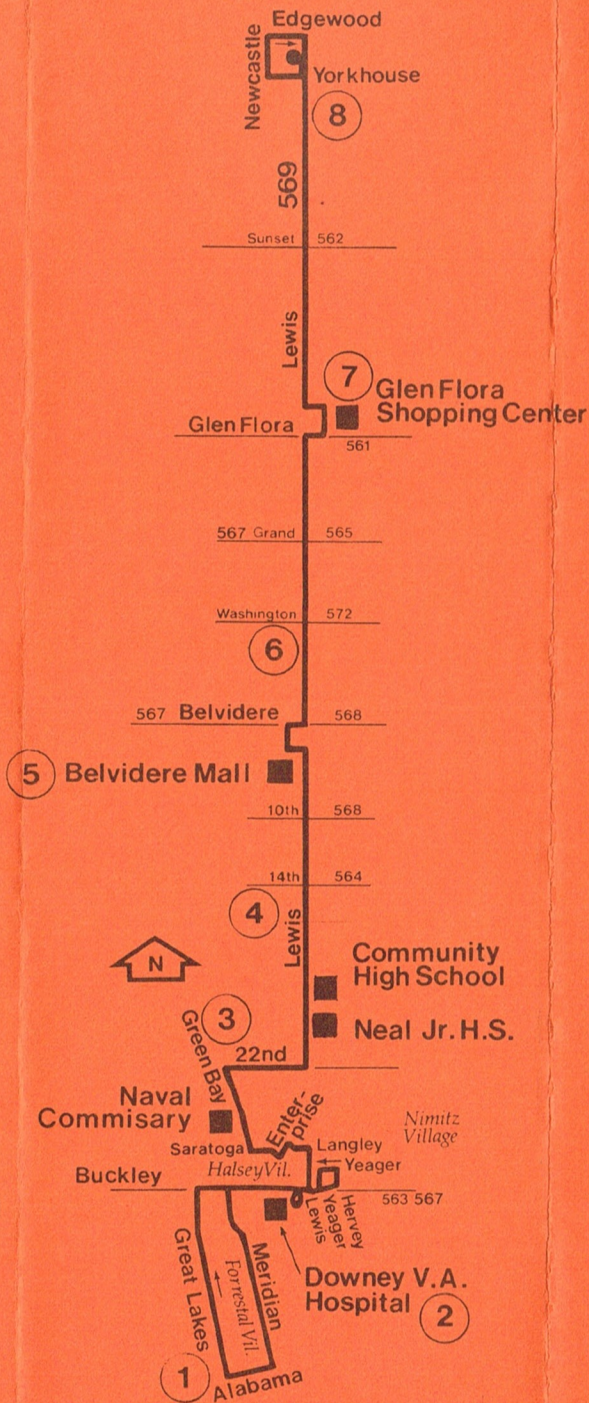 Edgewood
Newcastle
Yorkhouse
8
569
Sunset 562
Lewis
7
Glen Flora
Shopping Center
Glen Flora
561
567 Grand 565
Washington 572
6
567 Belvidere 568
5 Belvidere Mall
10th 568
14th 564
4
Lewis
N
Community
High School
Neal Jr. H.S.
3
Green Bay
22nd
Naval
Commisary
Enter-
prise
Nimitz
Village
Saratoga
Langley
Halsey Vil.
Yeager
Buckley
563 567
Lewis
Yeager
Hervey
Great Lakes
Forrestal Vil.
Meridian
Downey V.A.
Hospital 2
1
Alabama